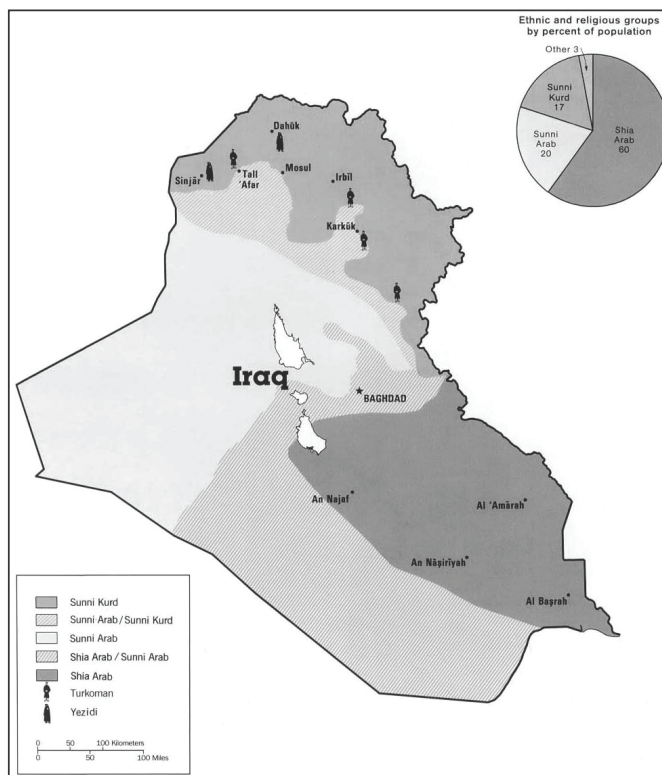 Ethnic and religious groups
by percent of population
Other 3
Sunni
Kurd
17
Sunni
Arab
20
Shia
Arab
60
Dahūk
Sinjār
Tall
'Afar
Mosul
Irbīl
Karkūk
Iraq
BAGHDAD
An Najaf
Al 'Amārah
An Nāşirīyah
Al Başrah
Sunni Kurd
Sunni Arab/Sunni Kurd
Sunni Arab
Shia Arab/Sunni Arab
Shia Arab
Turkoman
Yezidi
0 50 100 Kilometers
0 50 100 Miles